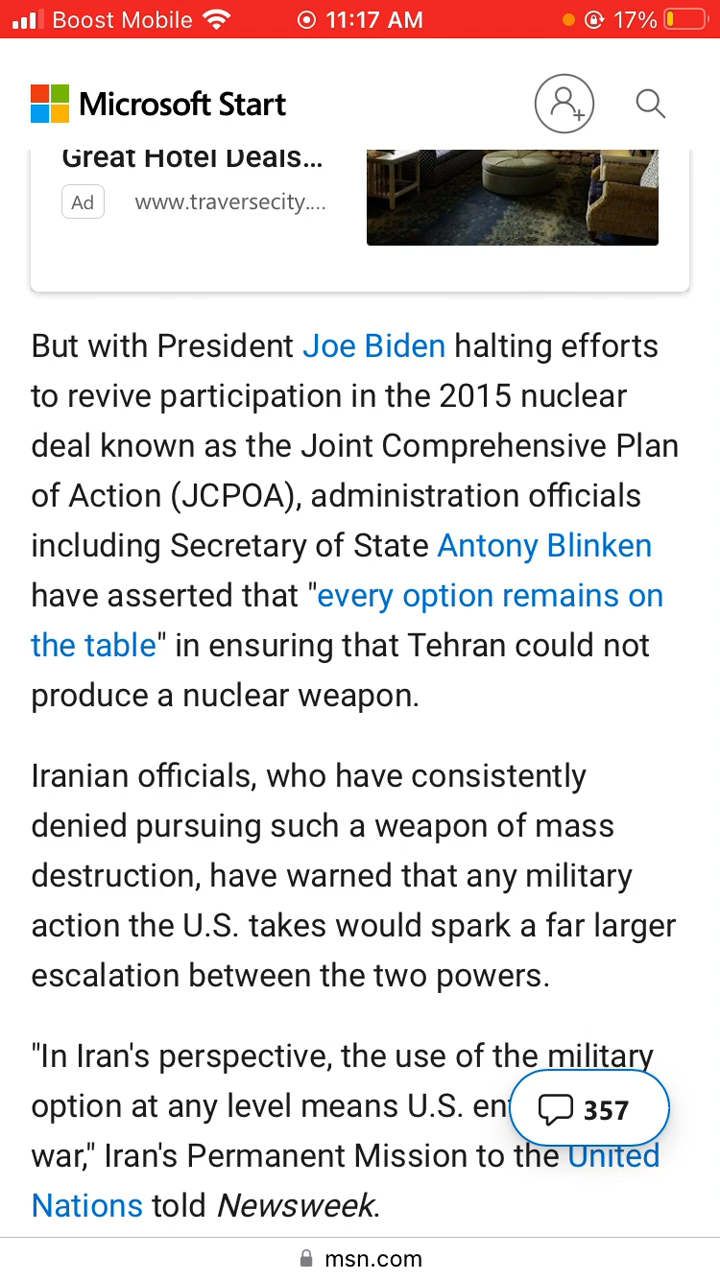 Boost Mobile 11:17 AM 17%
Microsoft Start
Great Hotel Deals...
Ad www.traversecity....
But with President Joe Biden halting efforts
to revive participation in the 2015 nuclear
deal known as the Joint Comprehensive Plan
of Action (JCPOA), administration officials
including Secretary of State Antony Blinken
have asserted that "every option remains on
the table" in ensuring that Tehran could not
produce a nuclear weapon.
Iranian officials, who have consistently
denied pursuing such a weapon of mass
destruction, have warned that any military
action the U.S. takes would spark a far larger
escalation between the two powers.
"In Iran's perspective, the use of the military
option at any level means U.S.
357
war," Iran's Permanent Mission to the United
Nations told Newsweek.
msn.com